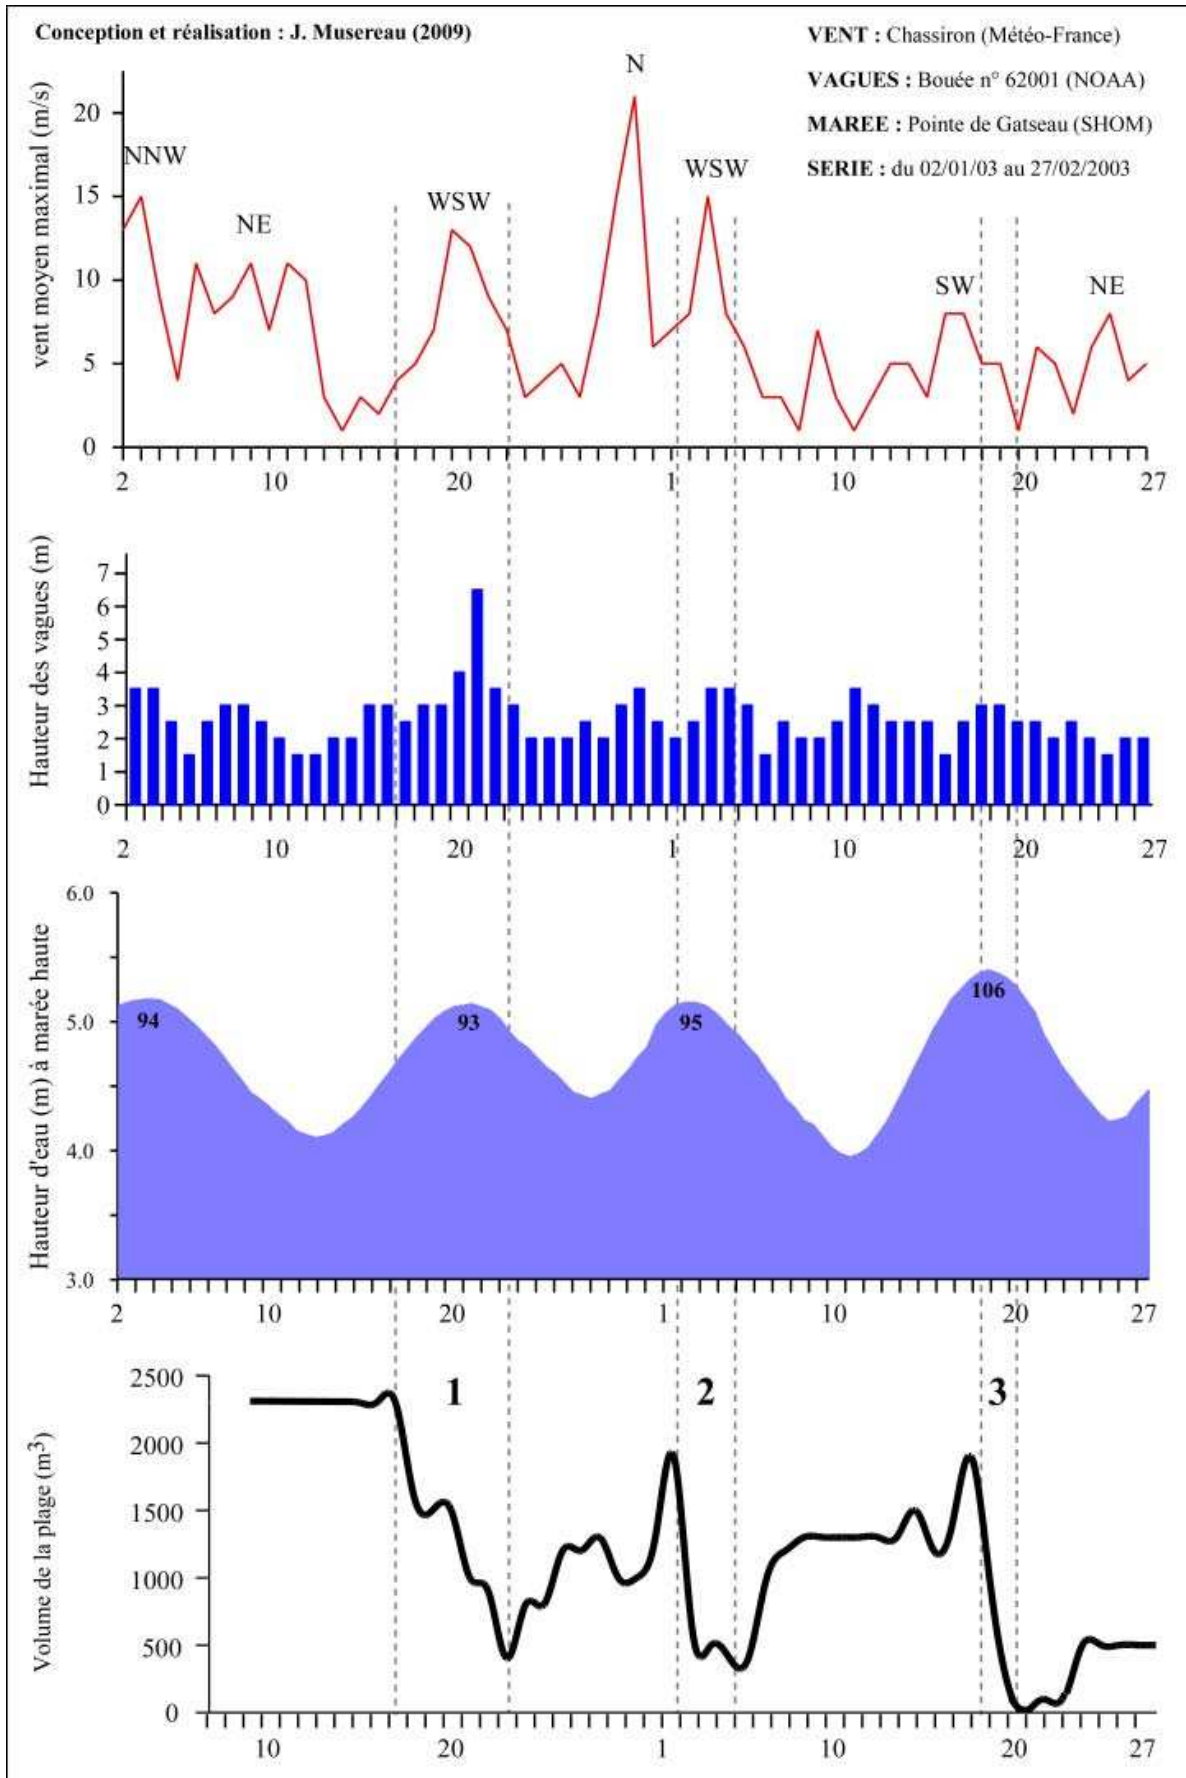 Conception et réalisation : J. Musereau (2009)
VENT : Chassiron (Météo-France)
VAGUES : Bouée n° 62001 (NOAA)
MAREE : Pointe de Gatseau (SHOM)
SERIE : du 02/01/03 au 27/02/2003
vent moyen maximal (m/s)
20
15
10
5
0
NNW
NE
WSW
N
WSW
SW
NE
2 10 20 1 10 20 27
Hauteur des vagues (m)
7
6
5
4
3
2
1
0
2 10 20 1 10 20 27
Hauteur d'eau (m) à marée haute
6.0
5.0
4.0
3.0
94 93 95 106
2 10 20 1 10 20 27
Volume de la plage (m³)
2500
2000
1500
1000
500
0
1 2 3
10 20 1 10 20 27